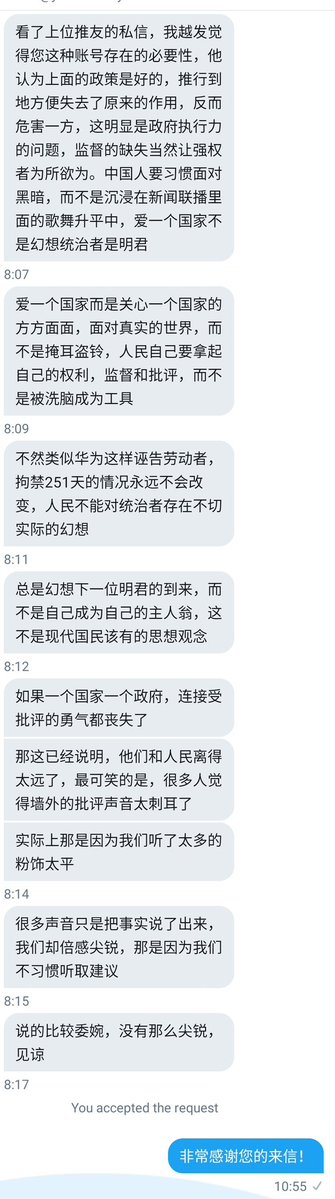 看了上位推友的私信，我越发觉
得您这种账号存在的必要性，他
认为上面的政策是好的，推行到
地方便失去了原来的作用，反而
危害一方，这明显是政府执行力
的问题，监督的缺失当然让强权
者为所欲为。中国人要习惯面对
黑暗，而不是沉浸在新闻联播里
面的歌舞升平中，爱一个国家不
是幻想统治者是明君
8:07
爱一个国家而是关心一个国家的
方方面面，面对真实的世界，而
不是掩耳盗铃，人民自己要拿起
自己的权利，监督和批评，而不
是被洗脑成为工具
8:09
不然类似华为这样诬告劳动者，
拘禁251天的情况永远不会改
变，人民不能对统治者存在不切
实际的幻想
8:11
总是幻想下一位明君的到来，而
不是自己成为自己的主人翁，这
不是现代国民该有的思想观念
8:12
如果一个国家一个政府，连接受
批评的勇气都丧失了
那这已经说明，他们和人民离得
太远了，最可笑的是，很多人觉
得墙外的批评声音太刺耳了
实际上那是因为我们听了太多的
粉饰太平
8:14
很多声音只是把事实说了出来，
我们却倍感尖锐，那是因为我们
不习惯听取建议
8:15
说的比较委婉，没有那么尖锐，
见谅
8:17
You accepted the request
非常感谢您的来信！
10:55